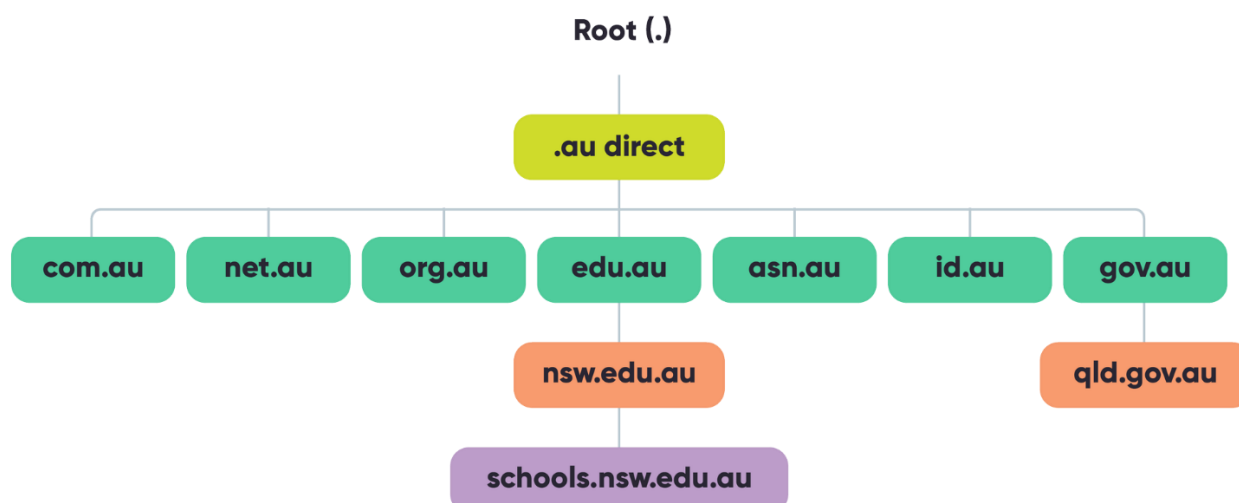 Root (.)
.au direct
com.au
net.au
org.au
edu.au
asn.au
id.au
gov.au
nsw.edu.au
qld.gov.au
schools.nsw.edu.au